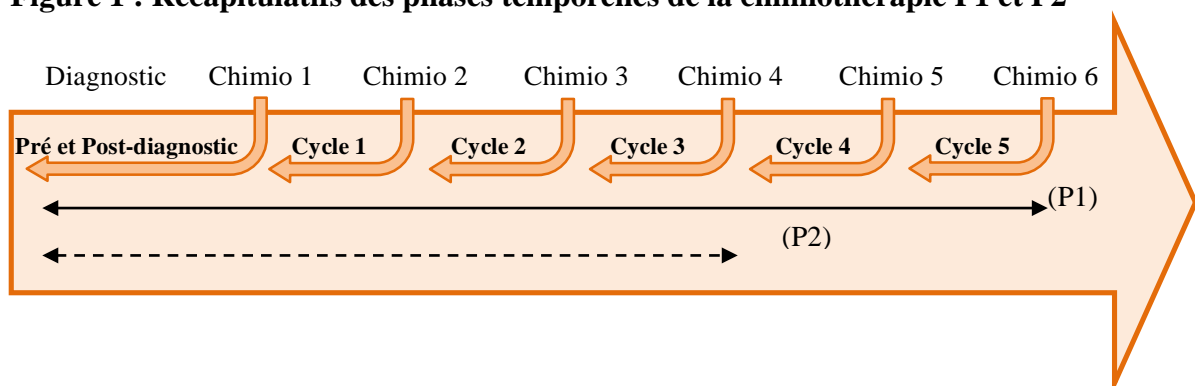 Figure 1 : Récapitulatifs des phases temporelles de la chimiothérapie P1 et P2
Diagnostic Chimio 1 Chimio 2 Chimio 3 Chimio 4 Chimio 5 Chimio 6
Pré et Post-diagnostic Cycle 1 Cycle 2 Cycle 3 Cycle 4 Cycle 5
(P1)
(P2)